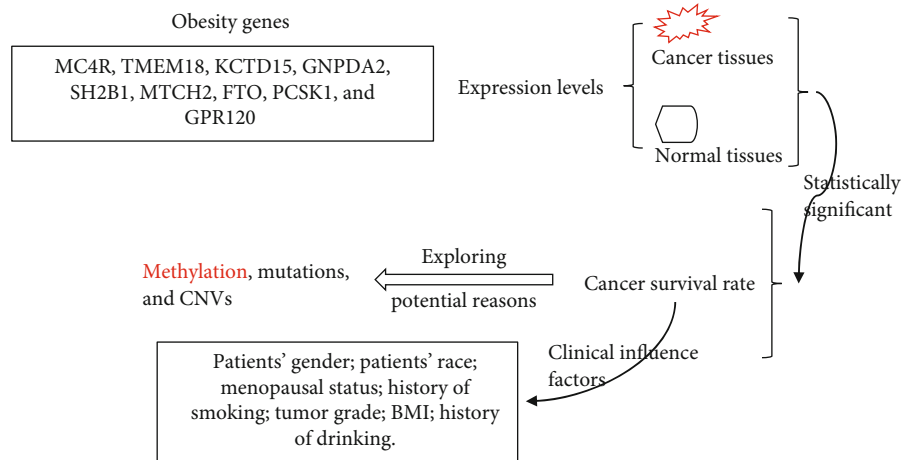 Obesity genes
MC4R, TMEM18, KCTD15, GNPDA2,
SH2B1, MTCH2, FTO, PCSK1, and
GPR120
Expression levels
Cancer tissues
Normal tissues
Statistically
significant
Cancer survival rate
Exploring
potential reasons
Methylation, mutations,
and CNVs
Clinical influence
factors
Patients’ gender; patients’ race;
menopausal status; history of
smoking; tumor grade; BMI; history
of drinking.